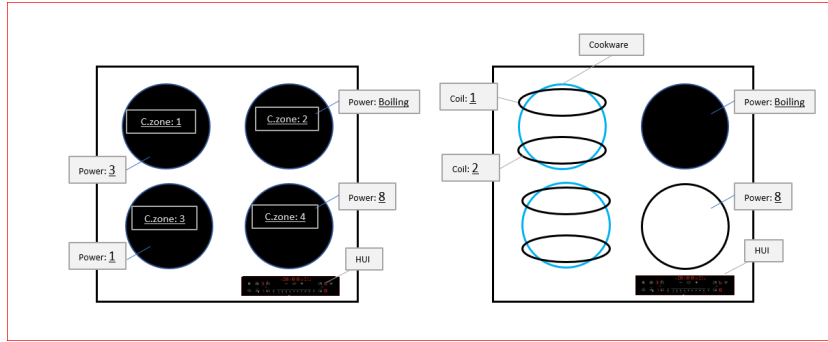 Cookware
C.zone: 1
C.zone: 2
Power: Boiling
Coil: 1
Power: Boiling
Power: 3
Coil: 2
C.zone: 3
C.zone: 4
Power: 8
Power: 8
Power: 1
HUI
HUI